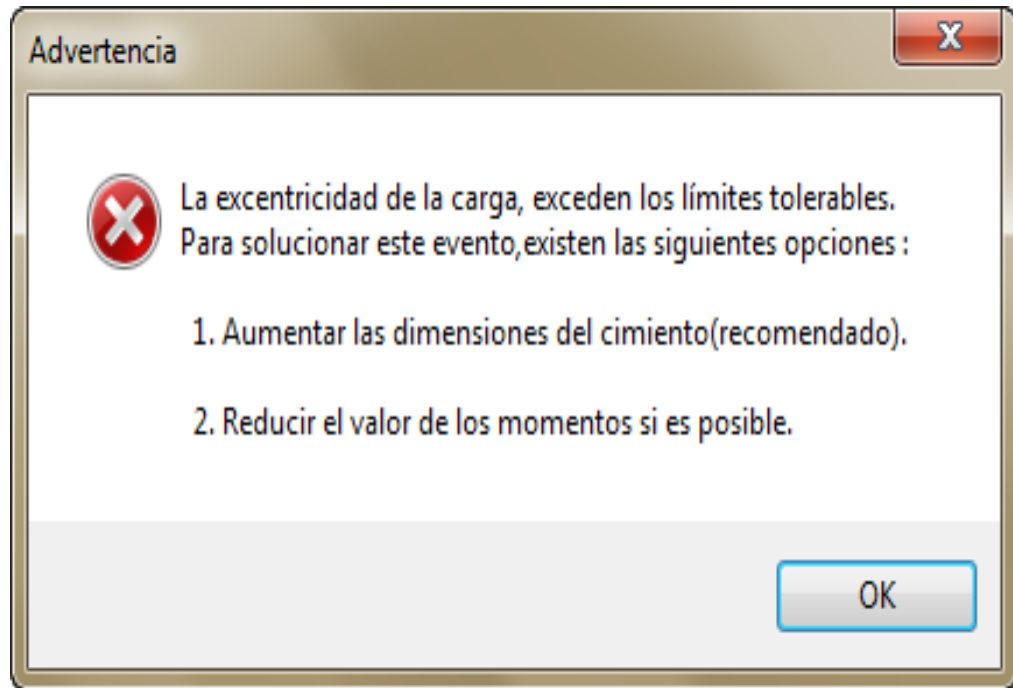 Advertencia
La excentricidad de la carga, exceden los límites tolerables.
Para solucionar este evento,existen las siguientes opciones :
1. Aumentar las dimensiones del cimiento(recomendado).
2. Reducir el valor de los momentos si es posible.
OK